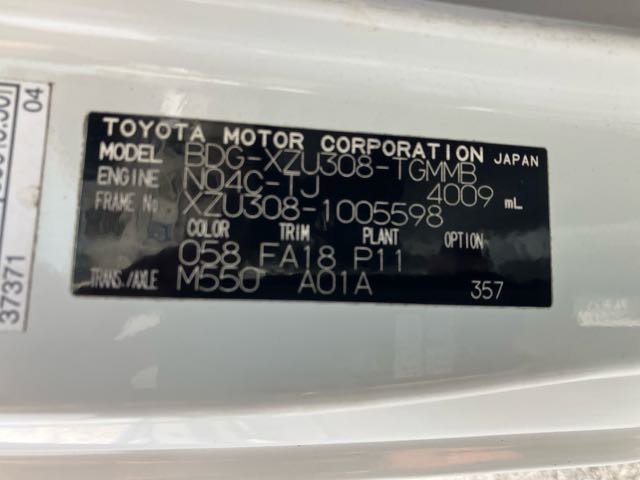 TOYOTA MOTOR CORPORATION JAPAN
MODEL BDG-XZU308-TGMMB
ENGINE N04C-TJ 4009 mL
FRAME No XZU308-1005598
COLOR TRIM PLANT OPTION
058 FA18 P11
TRANS./AXLE M550 A01A 357
37371
04